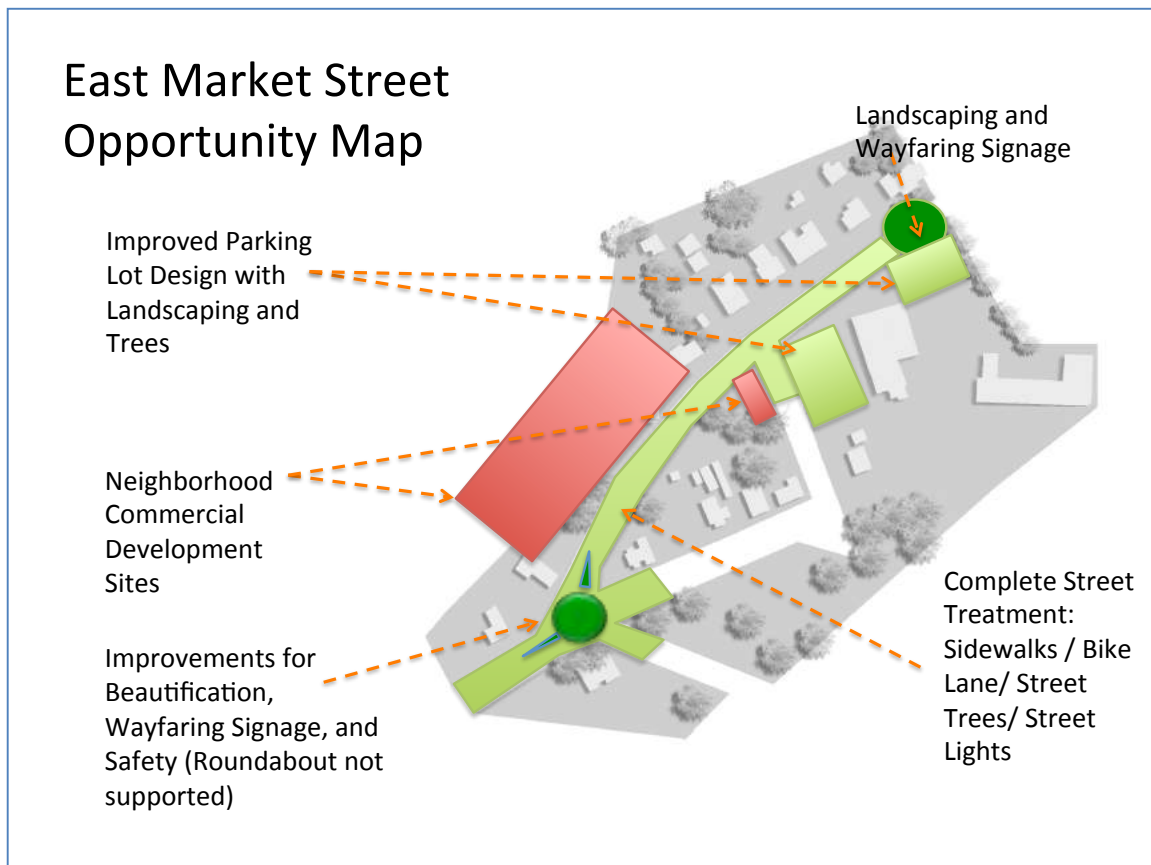 East Market Street
Opportunity Map
Landscaping and
Wayfaring Signage
Improved Parking
Lot Design with
Landscaping and
Trees
Neighborhood
Commercial
Development
Sites
Improvements for
Beautification,
Wayfaring Signage, and
Safety (Roundabout not
supported)
Complete Street
Treatment:
Sidewalks / Bike
Lane/ Street
Trees/ Street
Lights